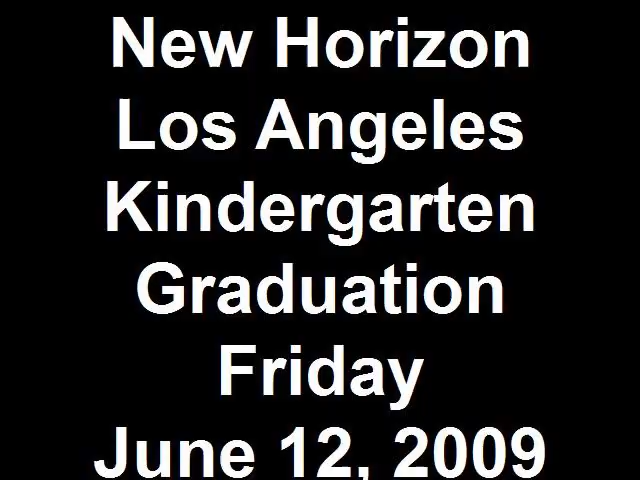 New Horizon
Los Angeles
Kindergarten
Graduation
Friday
June 12, 2009